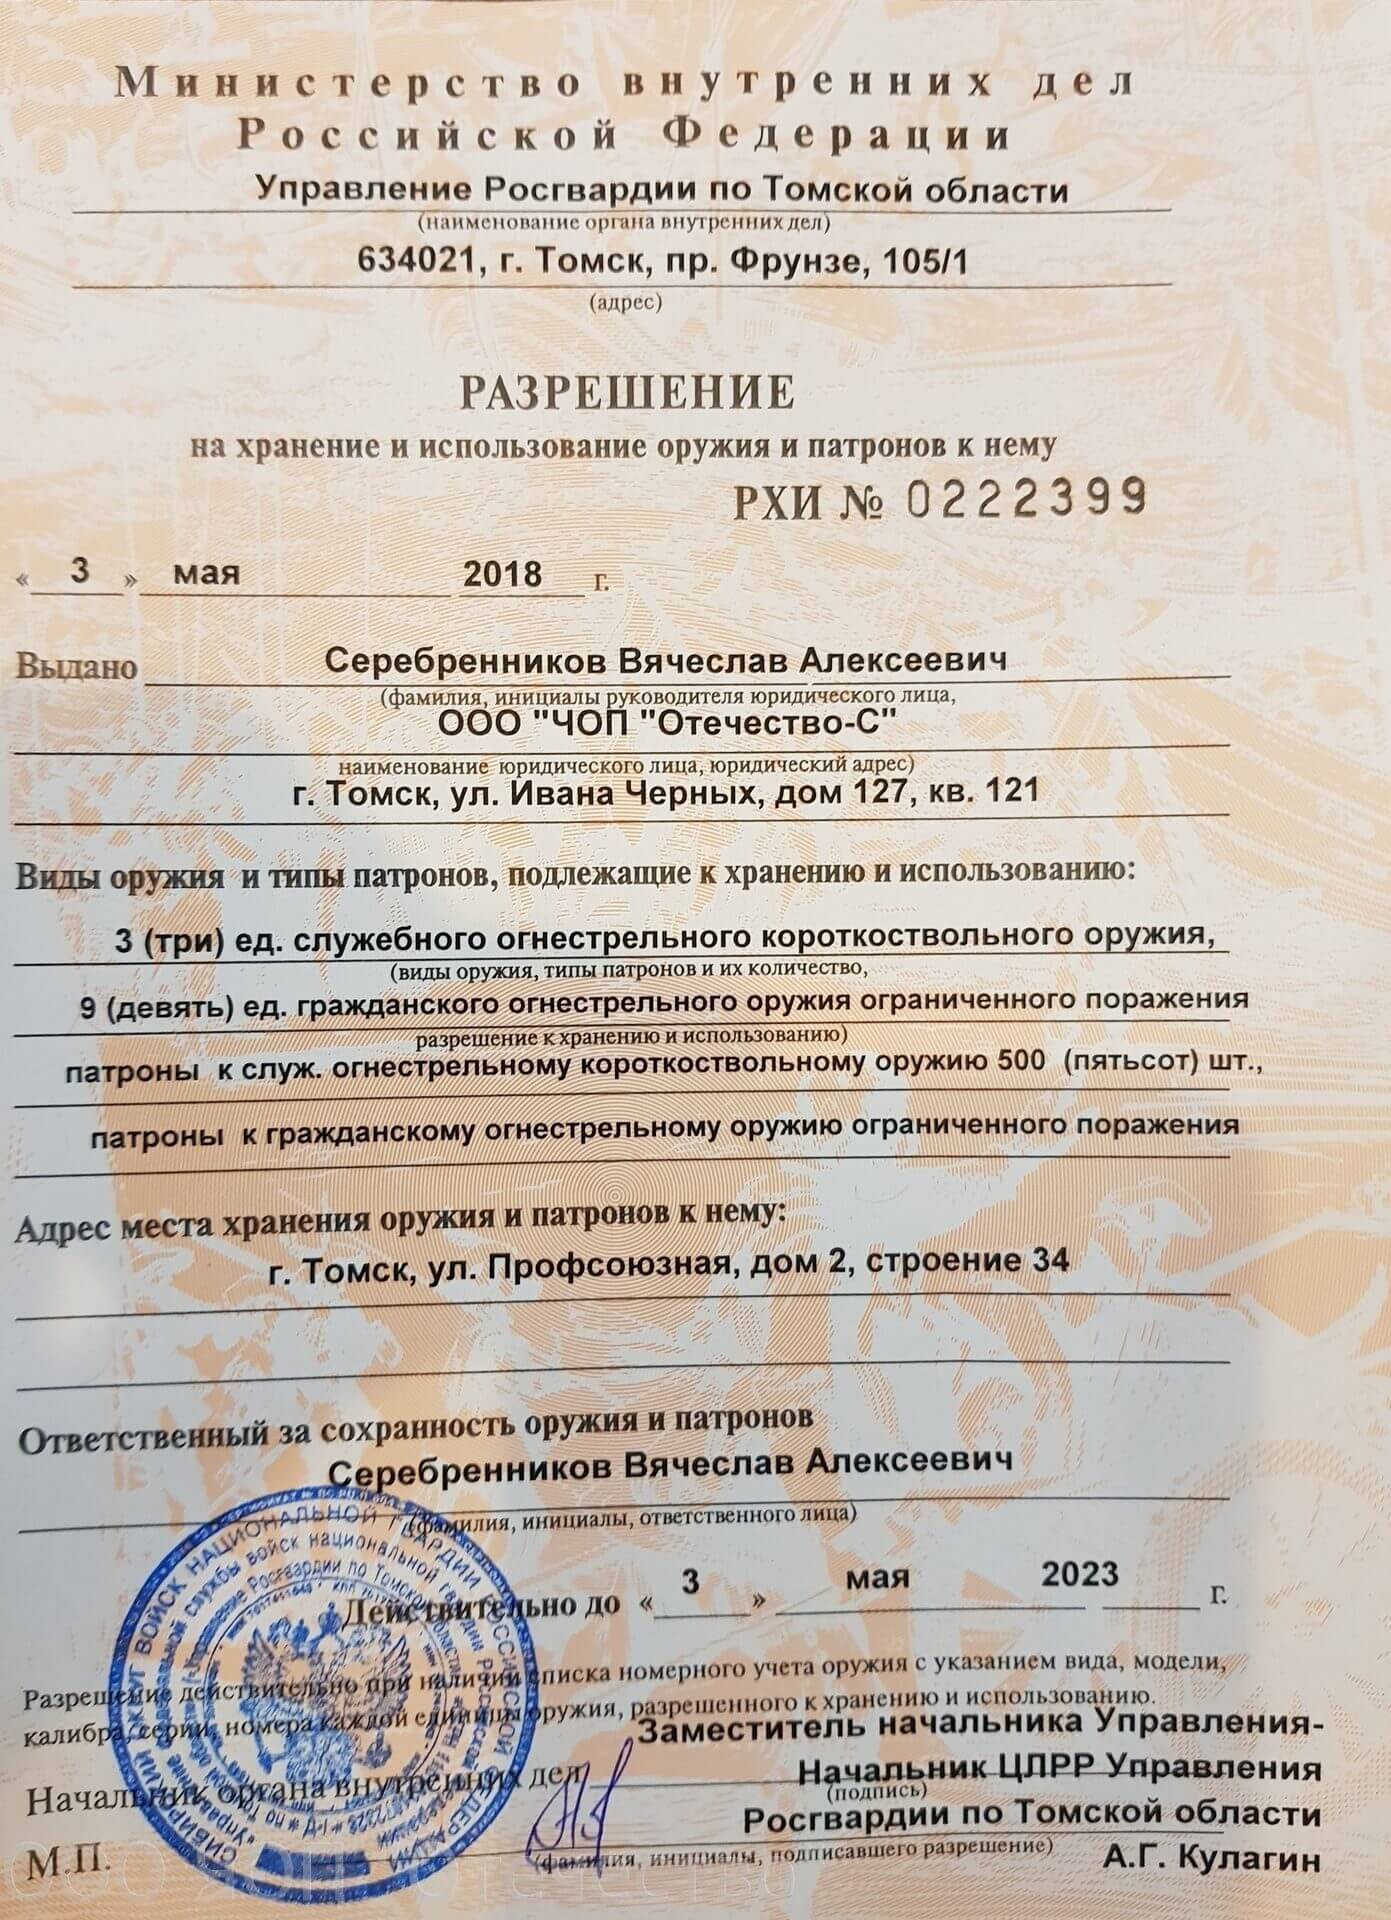 Министерство внутренних дел
Российской Федерации
Управление Росгвардии по Томской области
(наименование органа внутренних дел)
634021, г. Томск, пр. Фрунзе, 105/1
(адрес)
РАЗРЕШЕНИЕ
на хранение и использование оружия и патронов к нему
РХИ № 0222399
« 3 » мая 2018 г.
Выдано Серебренников Вячеслав Алексеевич
(фамилия, инициалы руководителя юридического лица,
ООО "ЧОП "Отечество-С"
наименование юридического лица, юридический адрес)
г. Томск, ул. Ивана Черных, дом 127, кв. 121
Виды оружия и типы патронов, подлежащие к хранению и использованию:
3 (три) ед. служебного огнестрельного короткоствольного оружия,
(виды оружия, типы патронов и их количество,
9 (девять) ед. гражданского огнестрельного оружия ограниченного поражения
разрешение к хранению и использованию)
патроны к служ. огнестрельному короткоствольному оружию 500 (пятьсот) шт.,
патроны к гражданскому огнестрельному оружию ограниченного поражения
Адрес места хранения оружия и патронов к нему:
г. Томск, ул. Профсоюзная, дом 2, строение 34
Ответственный за сохранность оружия и патронов
Серебренников Вячеслав Алексеевич
(фамилия, инициалы, ответственного лица)
Действительно до « 3 » мая 2023 г.
Разрешение действительно при наличии списка номерного учета оружия с указанием вида, модели,
калибра, серии, номера каждой единицы оружия, разрешенного к хранению и использованию.
Заместитель начальника Управления-
Начальник ЦЛРР Управления
Начальник органа внутренних дел
(подпись)
Росгвардии по Томской области
(фамилия, инициалы, подписавшего разрешение)
А.Г. Кулагин
М.П.